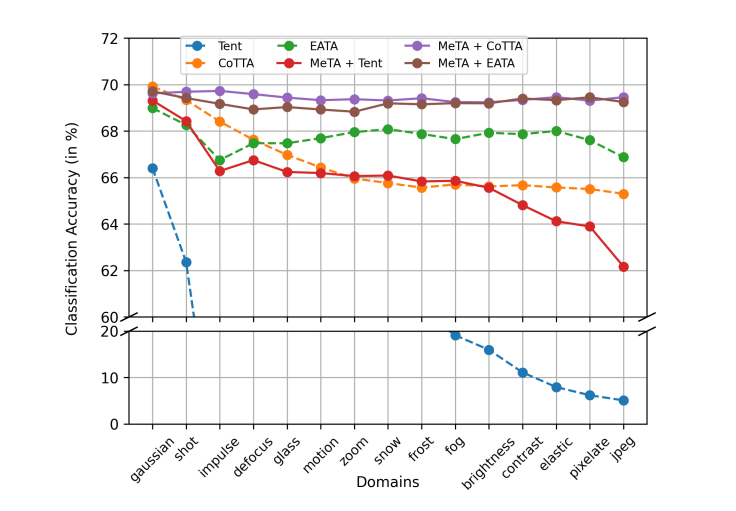 Classification Accuracy (in %)
72
70
68
66
64
62
60
20
10
0
Tent
CoTTA
EATA
MeTA + Tent
MeTA + CoTTA
MeTA + EATA
gaussian
shot
impulse
defocus
glass
motion
zoom
snow
frost
fog
brightness
contrast
elastic
pixelate
jpeg
Domains